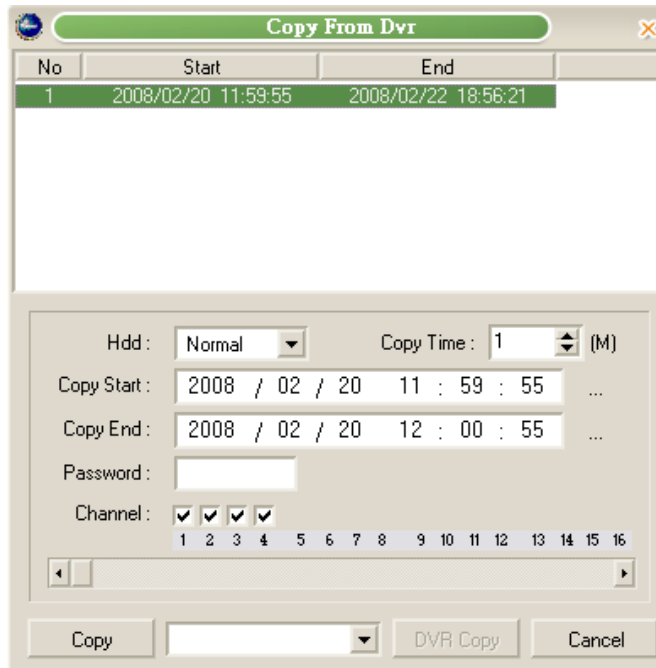 Copy From Dvr
No Start End
1 2008/02/20 11:59:55 2008/02/22 18:56:21
Hdd : Normal Copy Time : 1 (M)
Copy Start : 2008 / 02 / 20 11 : 59 : 55 ...
Copy End : 2008 / 02 / 20 12 : 00 : 55 ...
Password :
Channel :
1 2 3 4 5 6 7 8 9 10 11 12 13 14 15 16
Copy DVR Copy Cancel